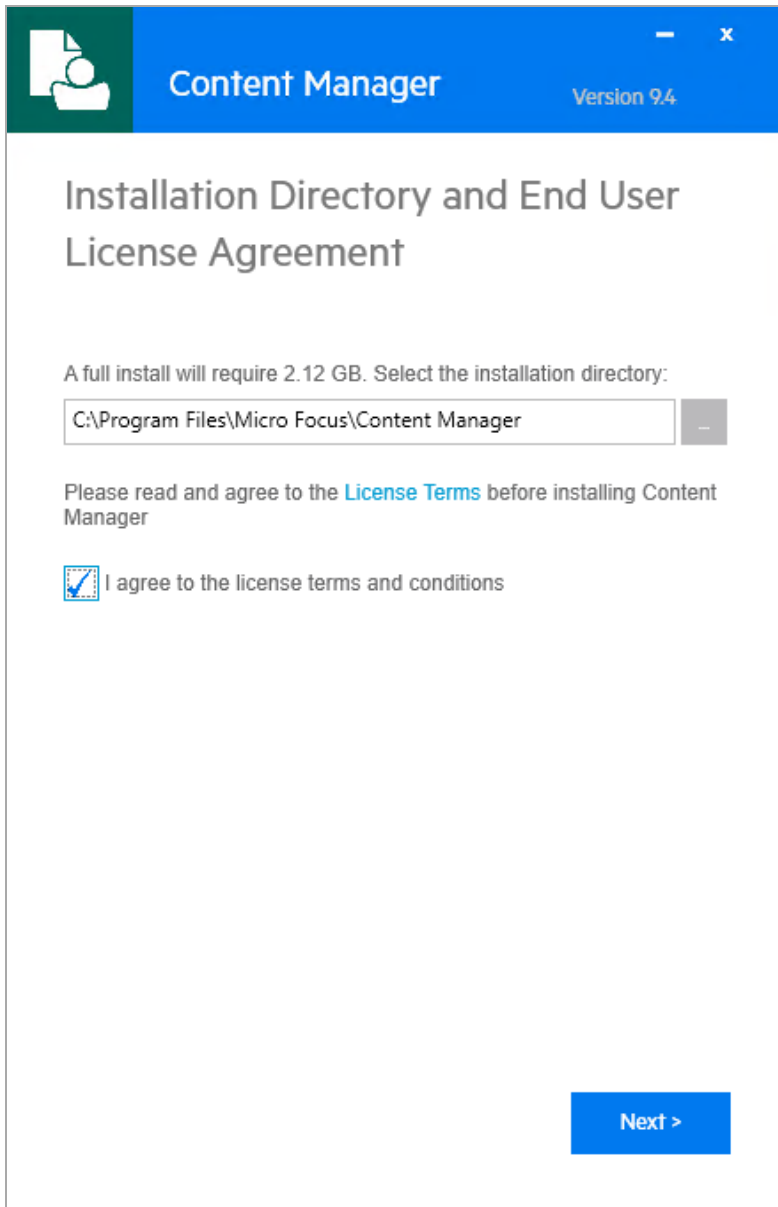 Content Manager
Version 9.4
x
Installation Directory and End User
License Agreement
A full install will require 2.12 GB. Select the installation directory:
C:\Program Files\Micro Focus\Content Manager
...
Please read and agree to the License Terms before installing Content
Manager
I agree to the license terms and conditions
Next >